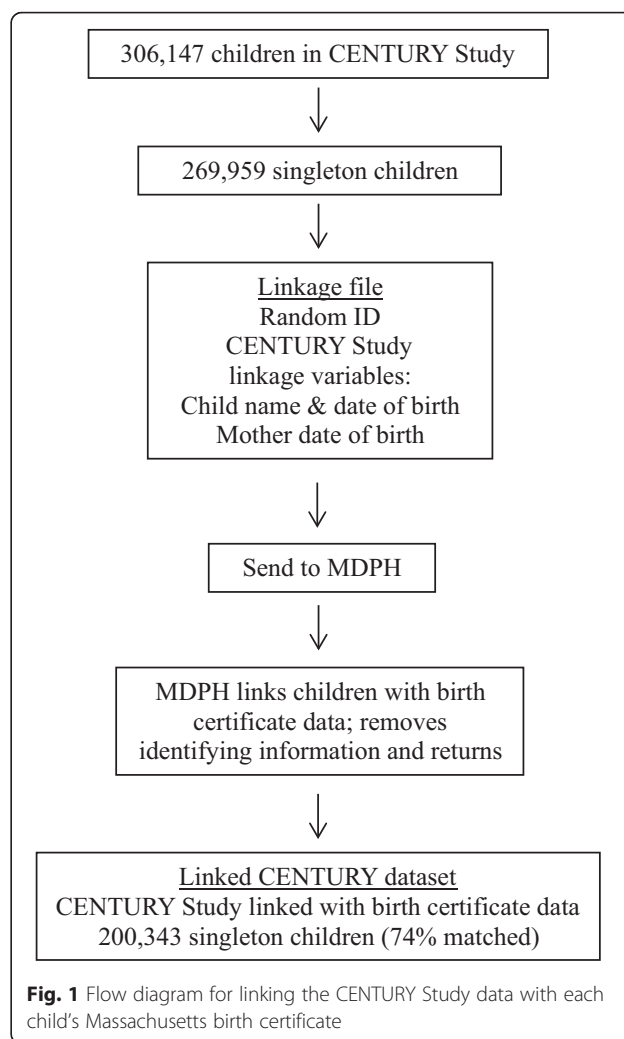 306,147 children in CENTURY Study
269,959 singleton children
Linkage file
Random ID
CENTURY Study
linkage variables:
Child name & date of birth
Mother date of birth
Send to MDPH
MDPH links children with birth
certificate data; removes
identifying information and returns
Linked CENTURY dataset
CENTURY Study linked with birth certificate data
200,343 singleton children (74% matched)
Fig. 1 Flow diagram for linking the CENTURY Study data with each
child's Massachusetts birth certificate